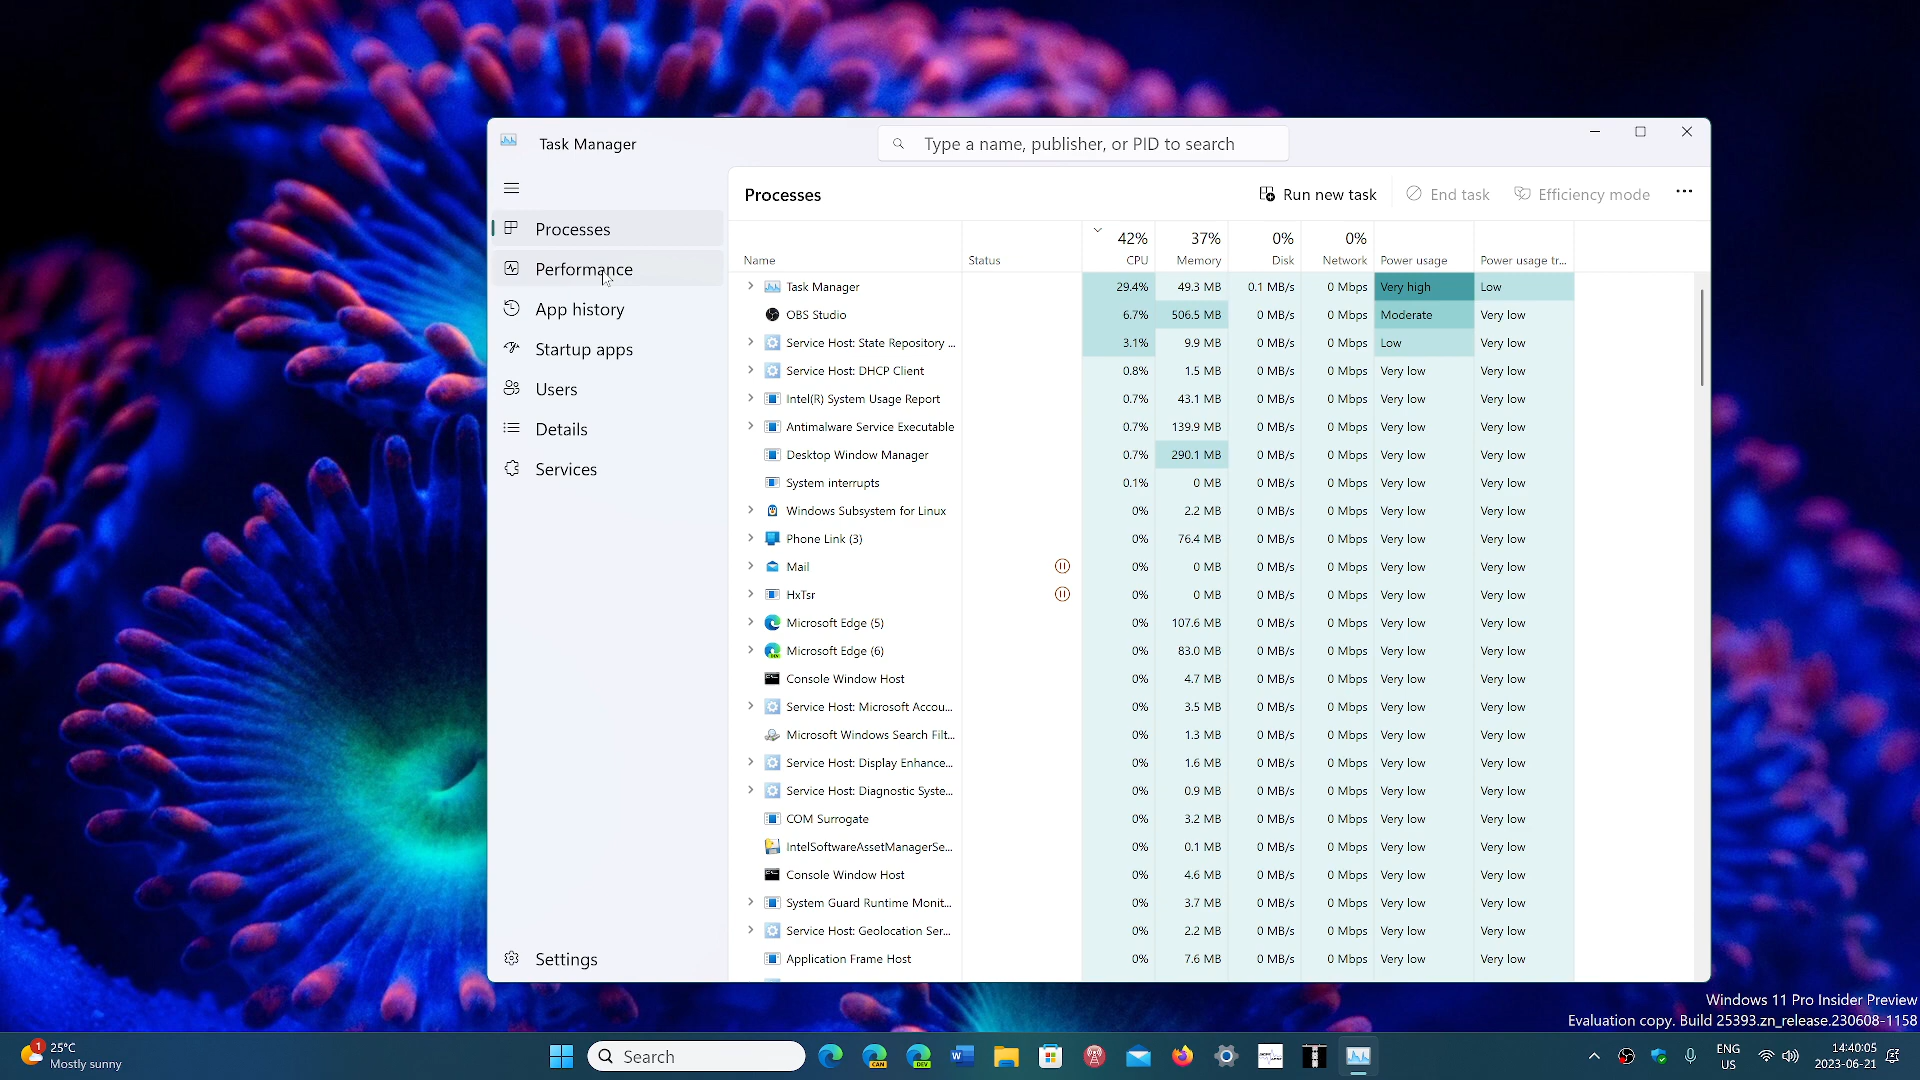 Task Manager
Type a name, publisher, or PID to search
Processes
Performance
App history
Startup apps
Users
Details
Services
Settings
Processes
Run new task
End task
Efficiency mode
Name Status 42% CPU 37% Memory 0% Disk 0% Network Power usage Power usage tr...
Task Manager 29.4% 49.3 MB 0.1 MB/s 0 Mbps Very high Low
OBS Studio 6.7% 506.5 MB 0 MB/s 0 Mbps Moderate Very low
Service Host: State Repository ... 3.1% 9.9 MB 0 MB/s 0 Mbps Low Very low
Service Host: DHCP Client 0.8% 1.5 MB 0 MB/s 0 Mbps Very low Very low
Intel(R) System Usage Report 0.7% 43.1 MB 0 MB/s 0 Mbps Very low Very low
Antimalware Service Executable 0.7% 139.9 MB 0 MB/s 0 Mbps Very low Very low
Desktop Window Manager 0.7% 290.1 MB 0 MB/s 0 Mbps Very low Very low
System interrupts 0.1% 0 MB 0 MB/s 0 Mbps Very low Very low
Windows Subsystem for Linux 0% 2.2 MB 0 MB/s 0 Mbps Very low Very low
Phone Link (3) 0% 76.4 MB 0 MB/s 0 Mbps Very low Very low
Mail 0% 0 MB 0 MB/s 0 Mbps Very low Very low
HxTsr 0% 0 MB 0 MB/s 0 Mbps Very low Very low
Microsoft Edge (5) 0% 107.6 MB 0 MB/s 0 Mbps Very low Very low
Microsoft Edge (6) 0% 83.0 MB 0 MB/s 0 Mbps Very low Very low
Console Window Host 0% 4.7 MB 0 MB/s 0 Mbps Very low Very low
Service Host: Microsoft Accou... 0% 3.5 MB 0 MB/s 0 Mbps Very low Very low
Microsoft Windows Search Filt... 0% 1.3 MB 0 MB/s 0 Mbps Very low Very low
Service Host: Display Enhance... 0% 1.6 MB 0 MB/s 0 Mbps Very low Very low
Service Host: Diagnostic Syste... 0% 0.9 MB 0 MB/s 0 Mbps Very low Very low
COM Surrogate 0% 3.2 MB 0 MB/s 0 Mbps Very low Very low
IntelSoftwareAssetManagerSe... 0% 0.1 MB 0 MB/s 0 Mbps Very low Very low
Console Window Host 0% 4.6 MB 0 MB/s 0 Mbps Very low Very low
System Guard Runtime Monit... 0% 3.7 MB 0 MB/s 0 Mbps Very low Very low
Service Host: Geolocation Ser... 0% 2.2 MB 0 MB/s 0 Mbps Very low Very low
Application Frame Host 0% 7.6 MB 0 MB/s 0 Mbps Very low Very low
Windows 11 Pro Insider Preview
Evaluation copy. Build 25393.zn_release.230608-1158
1
25°C
Mostly sunny
Search
CAN
DEV
ENG
US
14:40:05
2023-06-21